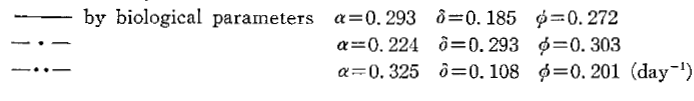 by biological parameters α=0.293 δ=0.185 ϕ=0.272
α=0.224 δ=0.293 ϕ=0.303
α=0.325 δ=0.108 ϕ=0.201 (day⁻¹)